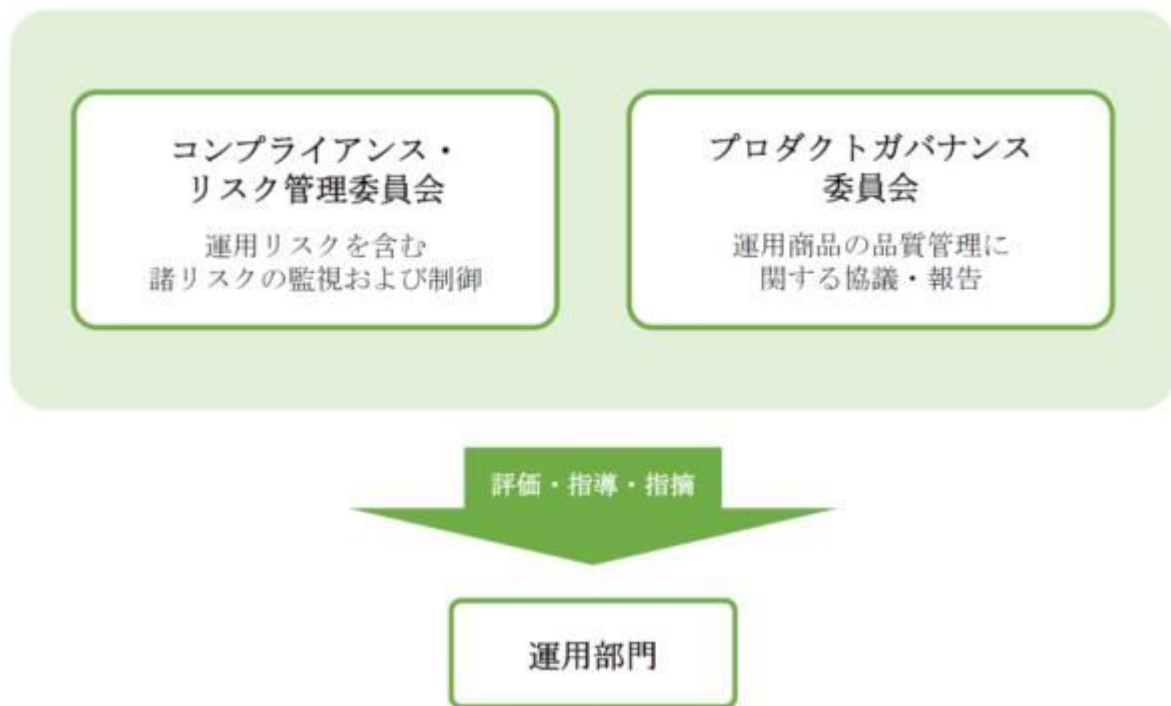 コンプライアンス・
リスク管理委員会
運用リスクを含む
諸リスクの監視および制御
プロダクトガバナンス
委員会
運用商品の品質管理に
関する協議・報告
評価・指導・指摘
運用部門